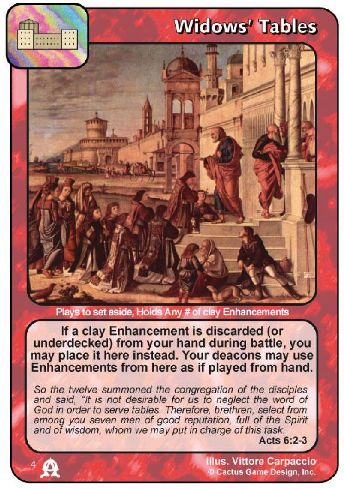 Widows' Tables
Plays to set aside, Holds Any # of clay Enhancements
If a clay Enhancement is discarded (or
underdecked) from your hand during battle, you
may place it here instead. Your deacons may use
Enhancements from here as if played from hand.
So the twelve summoned the congregation of the disciples
and said, "It is not desirable for us to neglect the word of
God in order to serve tables. Therefore, brethren, select from
among you seven men of good reputation, full of the Spirit
and of wisdom, whom we may put in charge of this task.
Acts 6:2-3
Illus. Vittore Carpaccio
4
© Cactus Game Design, Inc.